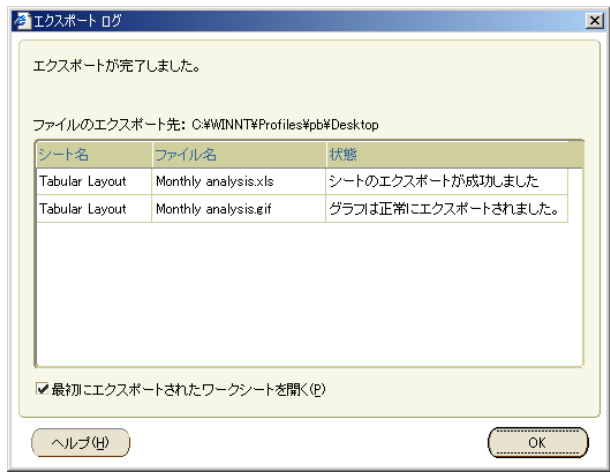 エクスポート ログ
エクスポートが完了しました。
ファイルのエクスポート先: C:¥WINNT¥Profiles¥pb¥Desktop
シート名 ファイル名 状態
Tabular Layout Monthly analysis.xls シートのエクスポートが成功しました
Tabular Layout Monthly analysis.gif グラフは正常にエクスポートされました。
最初にエクスポートされたワークシートを開く(P)
ヘルプ(H) OK